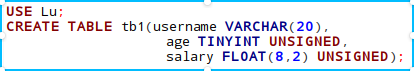 USE Lu;
CREATE TABLE tb1(username VARCHAR(20),
age TINYINT UNSIGNED,
salary FLOAT(8,2) UNSIGNED);